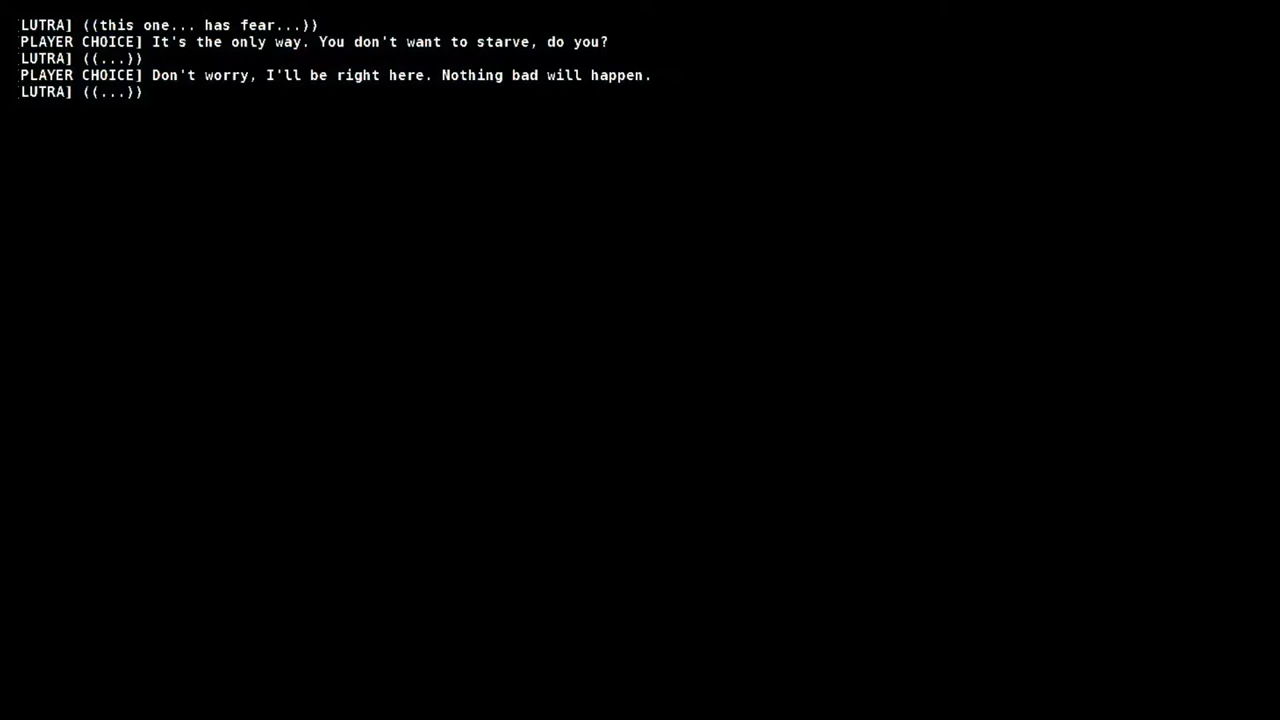 LUTRA] ((this one... has fear...))
PLAYER CHOICE] It's the only way. You don't want to starve, do you?
LUTRA] ((...))
PLAYER CHOICE] Don't worry, I'll be right here. Nothing bad will happen.
LUTRA] ((...))